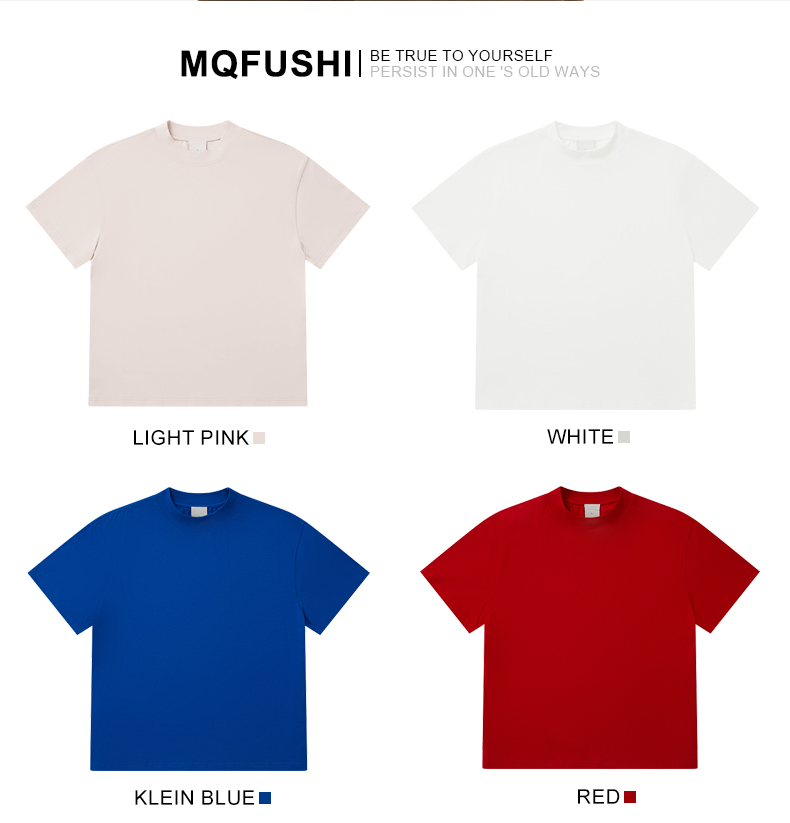 MQFUSHI
BE TRUE TO YOURSELF
PERSIST IN ONE 'S OLD WAYS
LIGHT PINK
WHITE
KLEIN BLUE
RED